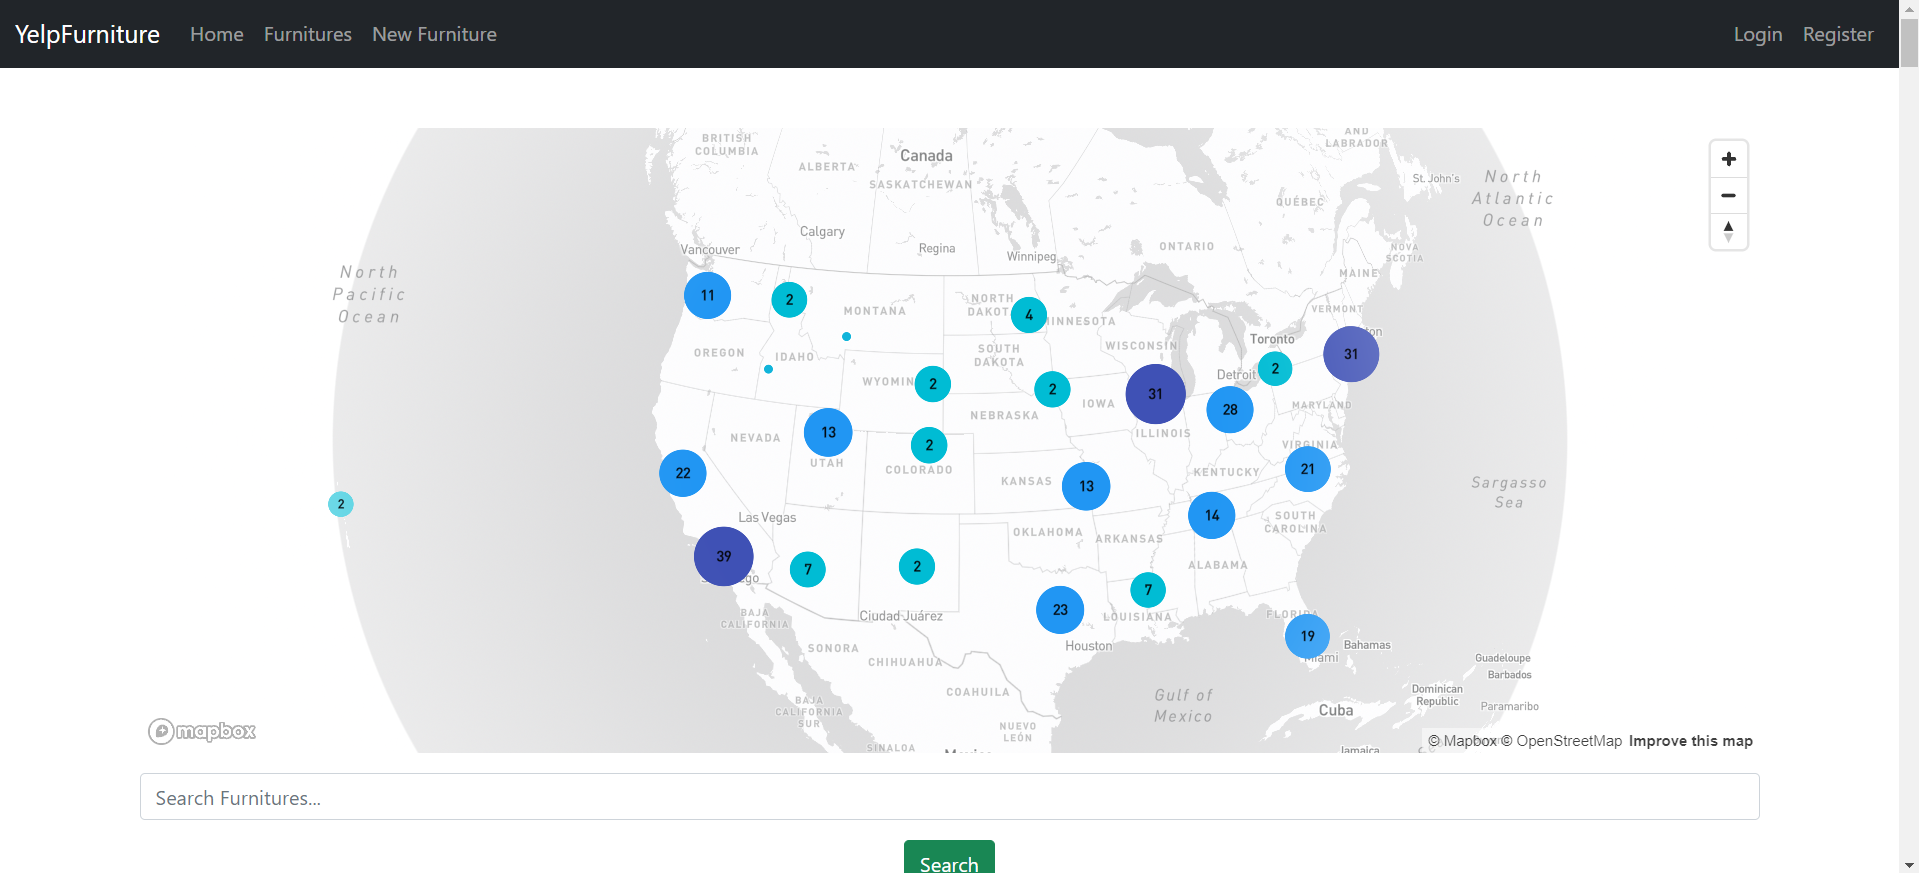 YelpFurniture Home Furnitures New Furniture Login Register
BRITISH
COLUMBIA
ALBERTA
Canada
SASKATCHEWAN
AND
LABRADOR
St. John's
North
Atlantic
Ocean
QUÉBEC
ONTARIO
NOVA
SCOTIA
MAINE
Vancouver
Calgary
Regina
Winnipeg
North
Pacific
Ocean
11
2
MONTANA
NORTH
4
VERMONT
OREGON
IDAHO
SOUTH
DAKOTA
WISCONSIN
Toronto
31
Detroit
2
2
2
IOWA
31
28
MARYLAND
NEBRASKA
NEVADA
13
UTAH
2
COLORADO
ILLINOIS
VIRGINIA
21
22
KANSAS
13
KENTUCKY
Sargasso
Sea
2
Las Vegas
14
SOUTH
CAROLINA
OKLAHOMA
ARKANSAS
39
7
2
ALABAMA
7
Ciudad Juárez
23
LOUISIANA
19
BAJA
CALIFORNIA
SONORA
CHIHUAHUA
Houston
Bahamas
Guadeloupe
Barbados
COAHUILA
Gulf of
Mexico
Dominican
Republic
Paramaribo
Cuba
BAJA
CALIFORNIA
SUR
NUEVO
LEÓN
SINALOA
Mexico
Jamaica
mapbox
© Mapbox © OpenStreetMap Improve this map
Search Furnitures...
Search